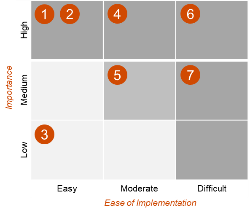 1 2 4 6
High
5 7
Medium
Importance
3
Low
Easy Moderate Difficult
Ease of Implementation